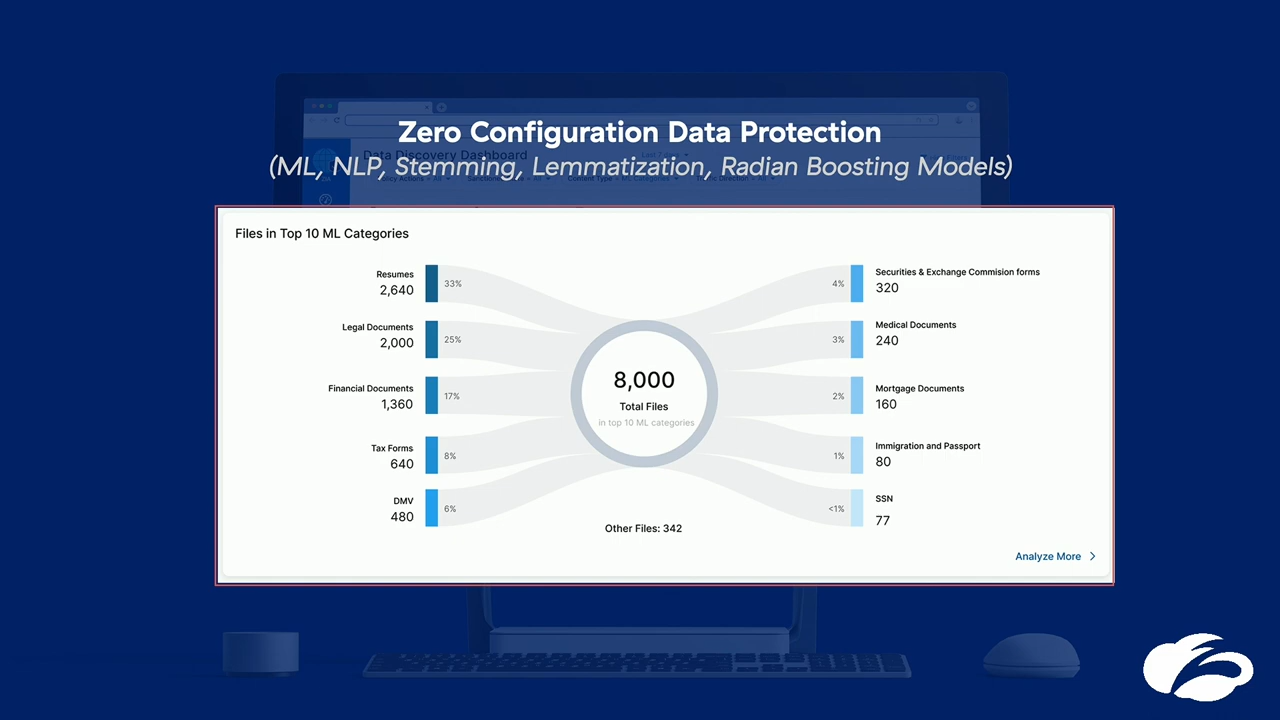 Zero Configuration Data Protection
(ML, NLP, Stemming, Lemmatization, Radian Boosting Models)
Data Discovery Dashboard
Files in Top 10 ML Categories
Resumes
2,640
33%
Legal Documents
2,000
25%
Financial Documents
1,360
17%
Tax Forms
640
8%
DMV
480
6%
8,000
Total Files
in top 10 ML categories
Other Files: 342
4%
Securities & Exchange Commision forms
320
3%
Medical Documents
240
2%
Mortgage Documents
160
1%
Immigration and Passport
80
<1%
SSN
77
Analyze More